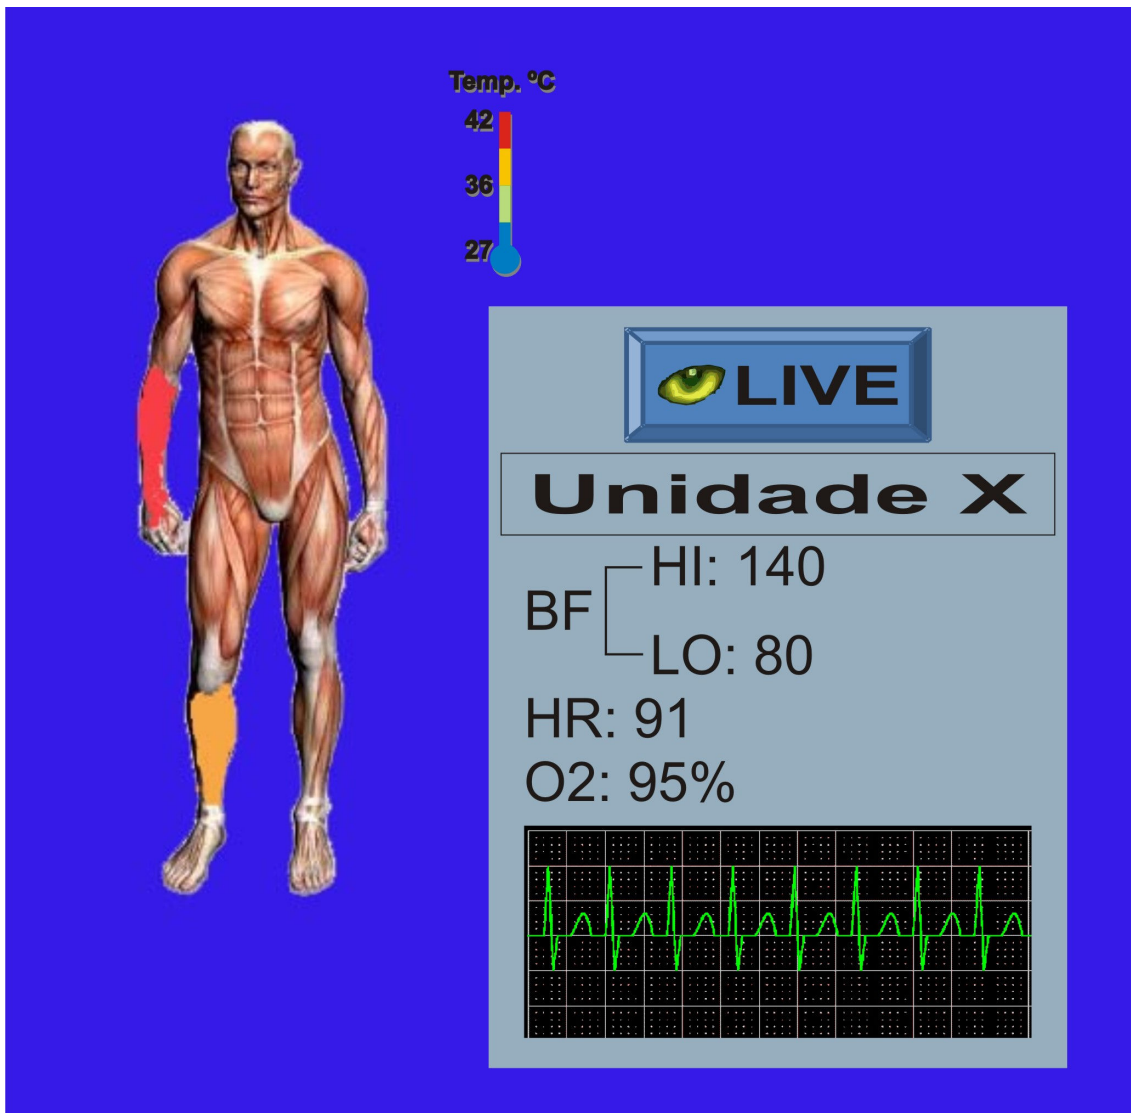 Temp. ºC
42
36
27
LIVE
Unidade X
BF
HI: 140
LO: 80
HR: 91
O2: 95%